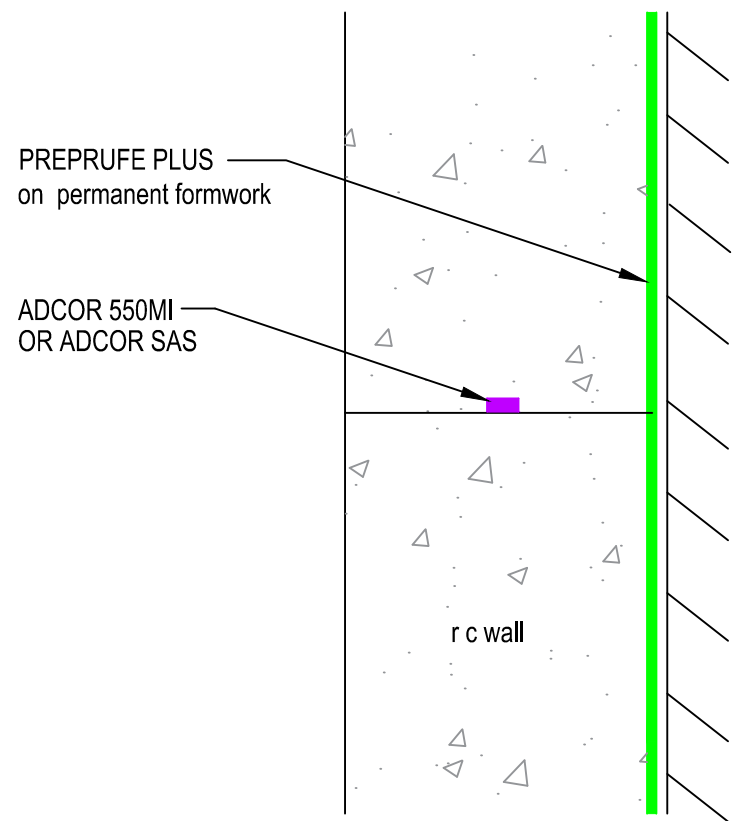 PREPRUFE PLUS
on permanent formwork
ADCOR 550MI
OR ADCOR SAS
r c wall